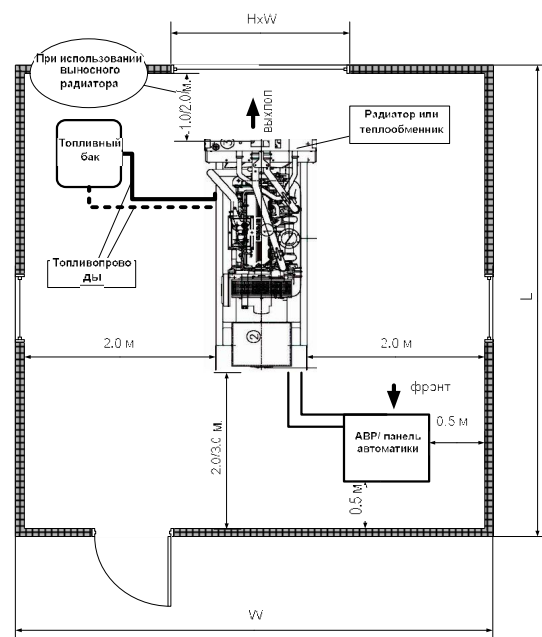 HxW
При использовании
выносного
радиатора
-1.0/2.0/м.
выхлоп
Радиатор или
теплообменник
Топливный
бак
Топливопрово
ды
L
2.0 м
2.0 м
2
фронт
0.5 м
АВР/ панель
автоматики
2.0/3.0 м.
0.5 м
W